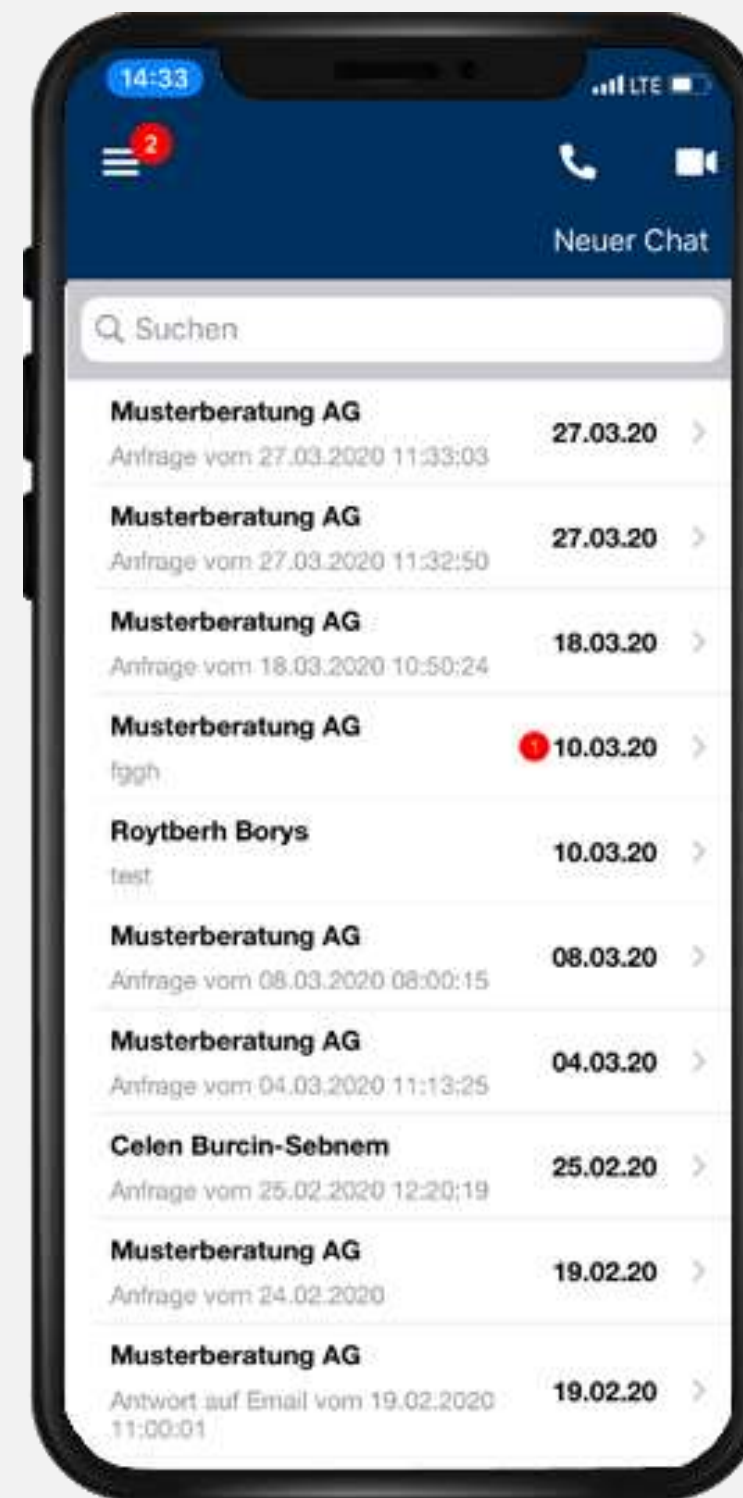 14:33
LTE
2
Neuer Chat
Suchen
Musterberatung AG
27.03.20
Anfrage vom 27.03.2020 11:33:03
Musterberatung AG
27.03.20
Anfrage vom 27.03.2020 11:32:50
Musterberatung AG
18.03.20
Anfrage vom 18.03.2020 10:50:24
Musterberatung AG
1 10.03.20
fggh
Roytberh Borys
10.03.20
test
Musterberatung AG
08.03.20
Anfrage vom 08.03.2020 08:00:15
Musterberatung AG
04.03.20
Anfrage vom 04.03.2020 11:13:25
Celen Burcin-Sebnem
25.02.20
Anfrage vom 25.02.2020 12:20:19
Musterberatung AG
19.02.20
Anfrage vom 24.02.2020
Musterberatung AG
19.02.20
Antwort auf Email vom 19.02.2020
11:00:01